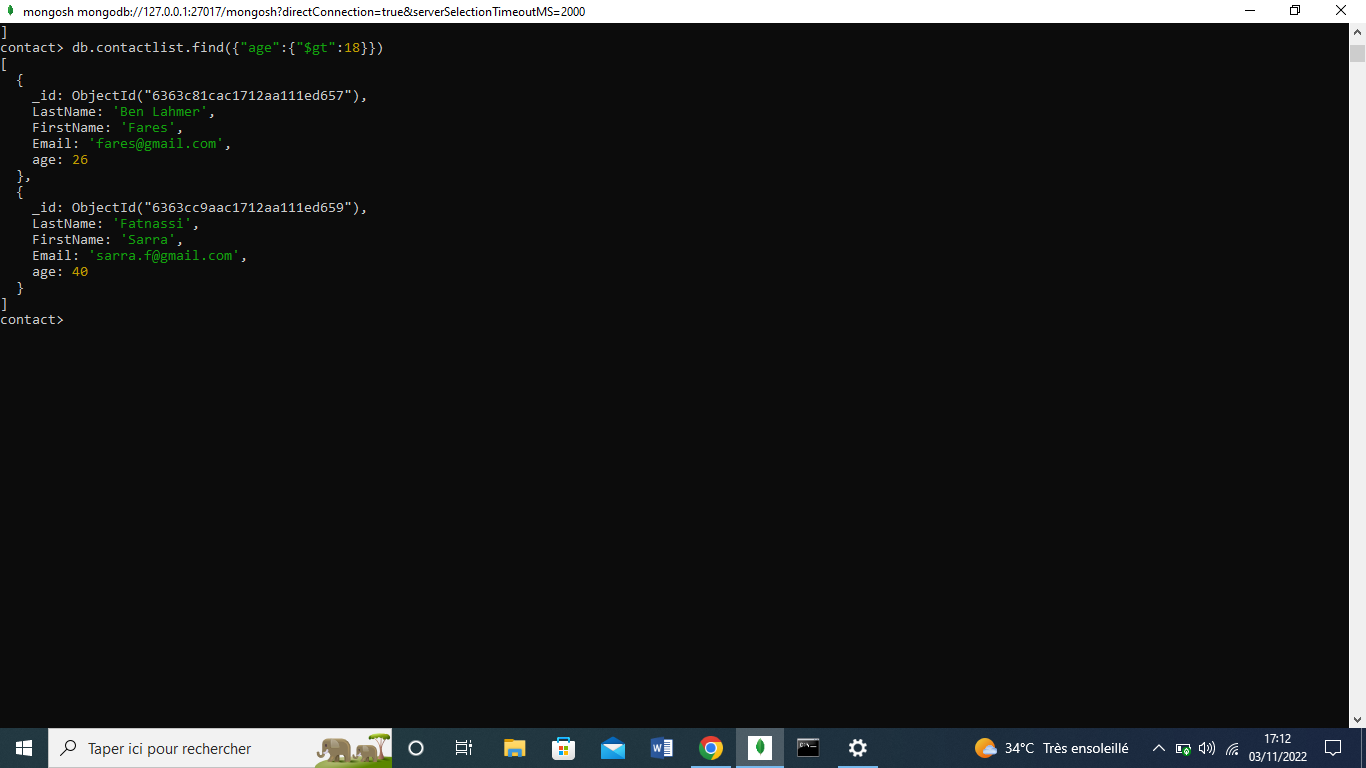 mongosh mongodb://127.0.0.1:27017/mongosh?directConnection=true&serverSelectionTimeoutMS=2000
]
contact> db.contactlist.find({"age":{"$gt":18}})
[
  {
    _id: ObjectId("6363c81cac1712aa111ed657"),
    LastName: 'Ben Lahmer',
    FirstName: 'Fares',
    Email: 'fares@gmail.com',
    age: 26
  },
  {
    _id: ObjectId("6363cc9aac1712aa111ed659"),
    LastName: 'Fatnassi',
    FirstName: 'Sarra',
    Email: 'sarra.f@gmail.com',
    age: 40
  }
]
contact>
Taper ici pour rechercher
34°C Très ensoleillé
17:12
03/11/2022